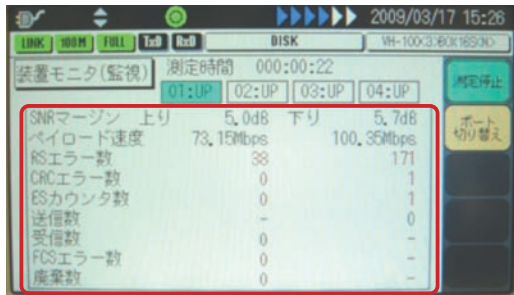 2009/03/17 15:26
LINK 100M FULL TxD RxD DISK
装置モニタ(監視) 測定時間 000:00:22
測定停止
01:UP 02:UP 03:UP 04:UP
ポート
切り替え
SNRマージン 上り 5.0dB 下り 5.7dB
ペイロード速度 73.15Mbps 100.35Mbps
RSエラー数 38 171
CRCエラー数 0 1
ESカウンタ数 0 1
送信数 - 0
受信数 0 -
FCSエラー数 0 -
廃棄数 0 -